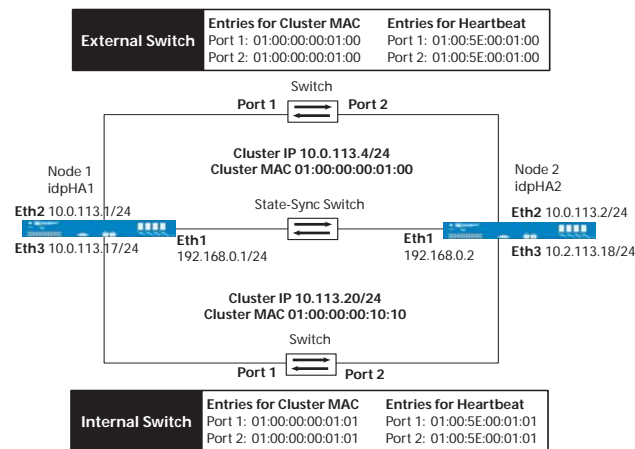 External Switch
Entries for Cluster MAC Entries for Heartbeat
Port 1: 01:00:00:00:01:00 Port 1: 01:00:5E:00:01:00
Port 2: 01:00:00:00:01:00 Port 2: 01:00:5E:00:01:00
Switch
Port 1 Port 2
Cluster IP 10.0.113.4/24
Cluster MAC 01:00:00:00:01:00
Node 1
idpHA1
Node 2
idpHA2
State-Sync Switch
Eth2 10.0.113.1/24
Eth2 10.0.113.2/24
Eth3 10.0.113.17/24
Eth1
192.168.0.1/24
Eth1
192.168.0.2
Eth3 10.2.113.18/24
Cluster IP 10.113.20/24
Cluster MAC 01:00:00:00:10:10
Switch
Port 1 Port 2
Internal Switch
Entries for Cluster MAC Entries for Heartbeat
Port 1: 01:00:00:00:01:01 Port 1: 01:00:5E:00:01:01
Port 2: 01:00:00:00:01:01 Port 2: 01:00:5E:00:01:01